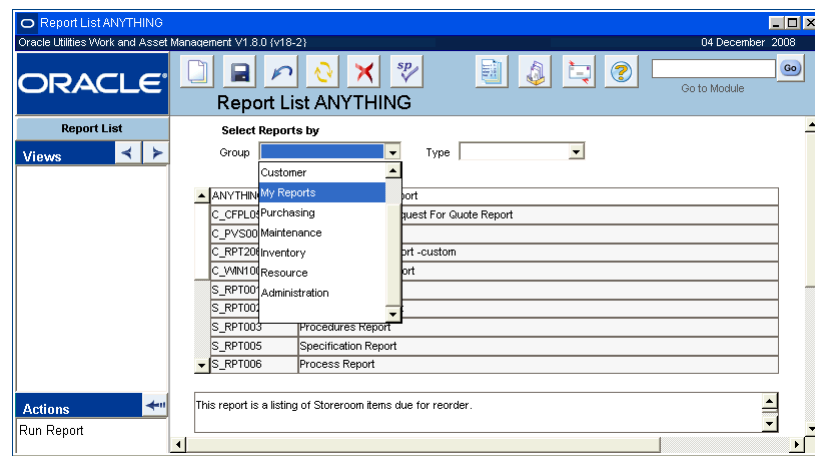 Report List ANYTHING
Oracle Utilities Work and Asset Management V1.8.0 {v18-2} 04 December 2008
ORACLE
sp
Go
Go to Module
Report List ANYTHING
Report List
Select Reports by
Views
Group Type
Customer
My Reports
ANYTHIN port
Purchasing
C_CFPL0 quest For Quote Report
Maintenance
C_PVS00
Inventory
C_RPT20 ort -custom
Resource
C_WIN10 ort
Administration
S_RPT00
S_RPT002
S_RPT003 Procedures Report
S_RPT005 Specification Report
S_RPT006 Process Report
Actions
This report is a listing of Storeroom items due for reorder.
Run Report